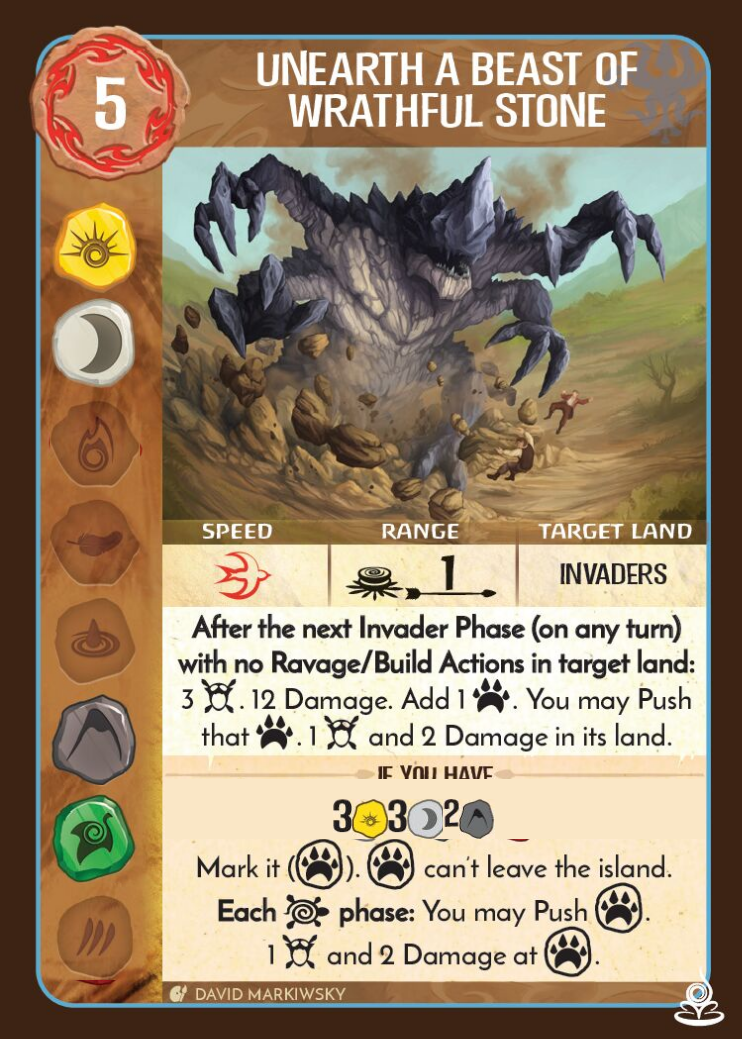 5
UNEARTH A BEAST OF
WRATHFUL STONE
SPEED RANGE TARGET LAND
1 INVADERS
After the next Invader Phase (on any turn)
with no Ravage/Build Actions in target land:
3 . 12 Damage. Add 1 . You may Push
that . 1 and 2 Damage in its land.
IF YOU HAVE
3 3 2
Mark it ( ). can't leave the island.
Each phase: You may Push .
1 and 2 Damage at .
DAVID MARKIWSKY